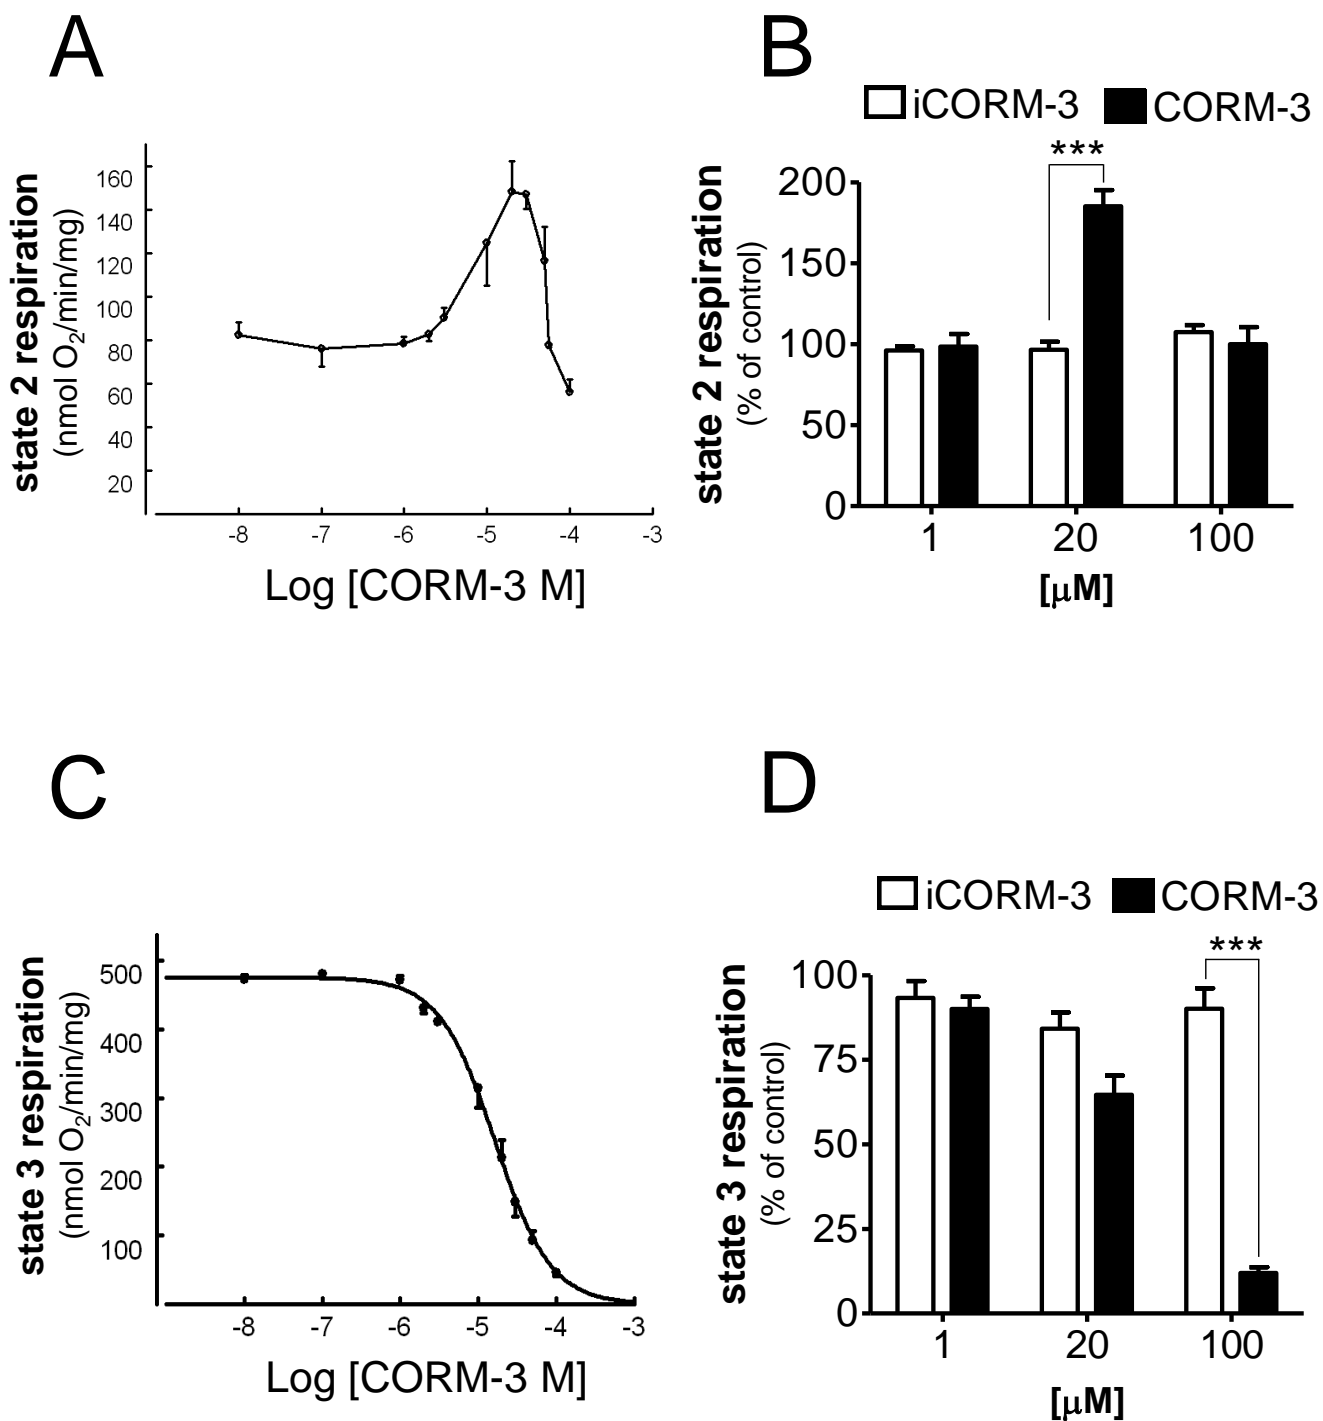 A
state 2 respiration
(nmol O2/min/mg)
160
140
120
100
80
60
40
20
-8 -7 -6 -5 -4 -3
Log [CORM-3 M]
B
iCORM-3 CORM-3
***
state 2 respiration
(% of control)
200
150
100
50
0
1 20 100
[μM]
C
state 3 respiration
(nmol O2/min/mg)
500
400
300
200
100
-8 -7 -6 -5 -4 -3
Log [CORM-3 M]
D
iCORM-3 CORM-3
***
state 3 respiration
(% of control)
100
75
50
25
0
1 20 100
[μM]